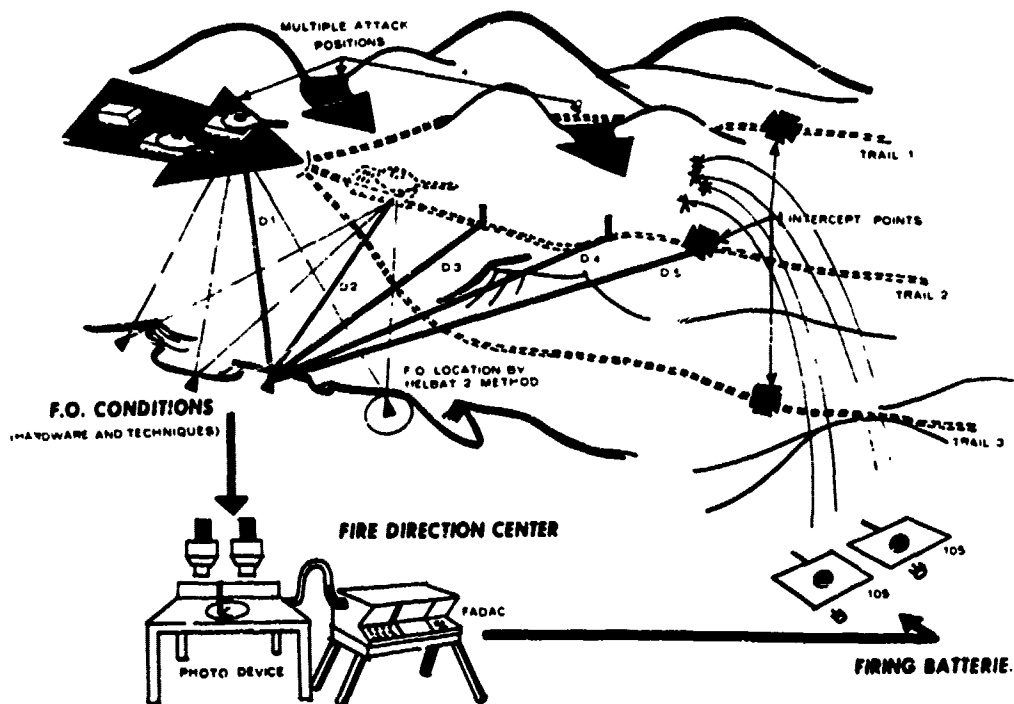 MULTIPLE ATTACK
POSITIONS
TRAIL 1
D1
INTERCEPT POINTS
D3
D4
D5
D2
TRAIL 2
F.O. LOCATION BY
HELBAT 2 METHOD
F.O. CONDITIONS
(HARDWARE AND TECHNIQUES)
TRAIL 3
FIRE DIRECTION CENTER
105
105
FADAC
PHOTO DEVICE
FIRING BATTERIE.